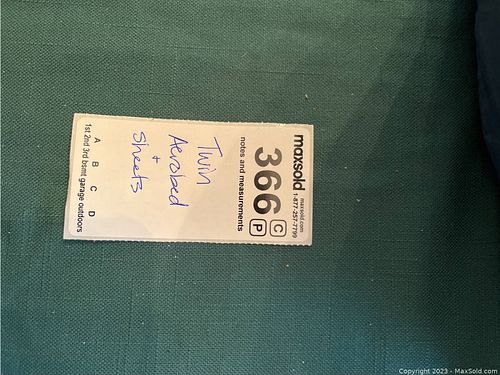 maxsold
maxsold.com
1-877-257-7799
366
C
P
notes and measurements
Twin
Aerobed
+
Sheets
A B C D
1st 2nd 3rd bsmt garage outdoors
Copyright 2023 - MaxSold.com